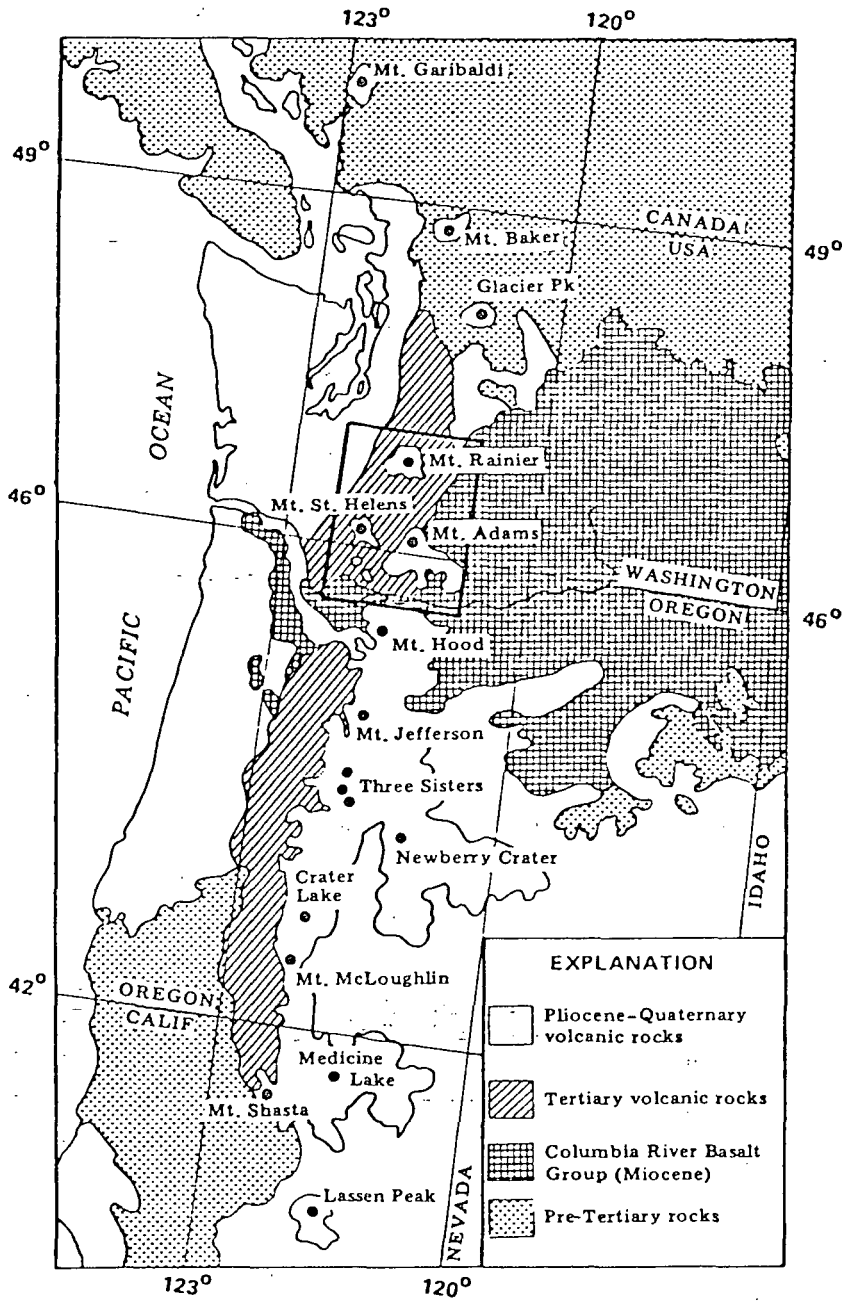 123°
120°
Mt. Garibaldi
49°
CANADA
USA
49°
Mt. Baker
Glacier Pk
OCEAN
Mt. Rainier
46°
Mt. St. Helens
Mt. Adams
WASHINGTON
OREGON
46°
PACIFIC
Mt. Hood
Mt. Jefferson
Three Sisters
Newberry Crater
IDAHO
Crater
Lake
Mt. McLoughlin
42°
OREGON
CALIF
Medicine
Lake
Mt. Shasta
Lassen Peak
NEVADA
EXPLANATION
Pliocene-Quaternary
volcanic rocks
Tertiary volcanic rocks
Columbia River Basalt
Group (Miocene)
Pre-Tertiary rocks
123°
120°